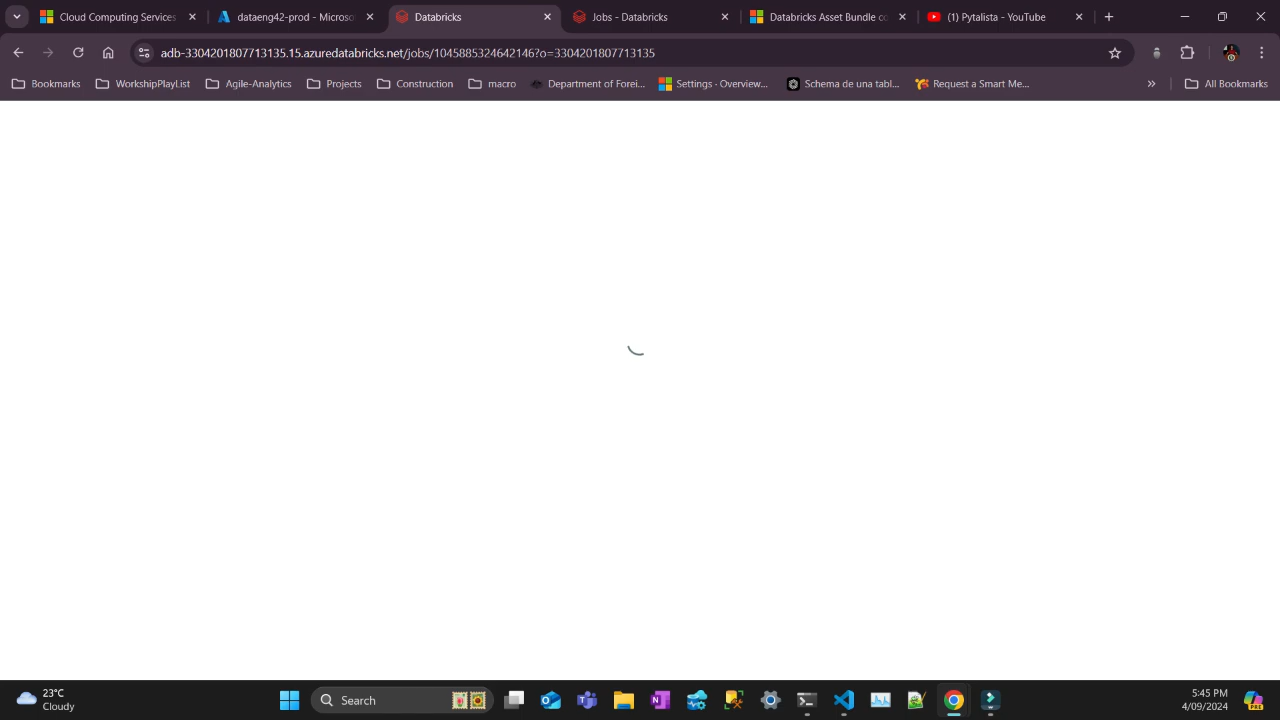 Cloud Computing Services
dataeng42-prod - Microso
Databricks
Jobs - Databricks
Databricks Asset Bundle co
(1) Pytalista - YouTube
adb-3304201807713135.15.azuredatabricks.net/jobs/1045885324642146?o=3304201807713135
Bookmarks
WorkshipPlayList
Agile-Analytics
Projects
Construction
macro
Department of Forei...
Settings - Overview...
Schema de una tabl...
Request a Smart Me...
All Bookmarks
23°C
Cloudy
Search
5:45 PM
4/09/2024
PRE